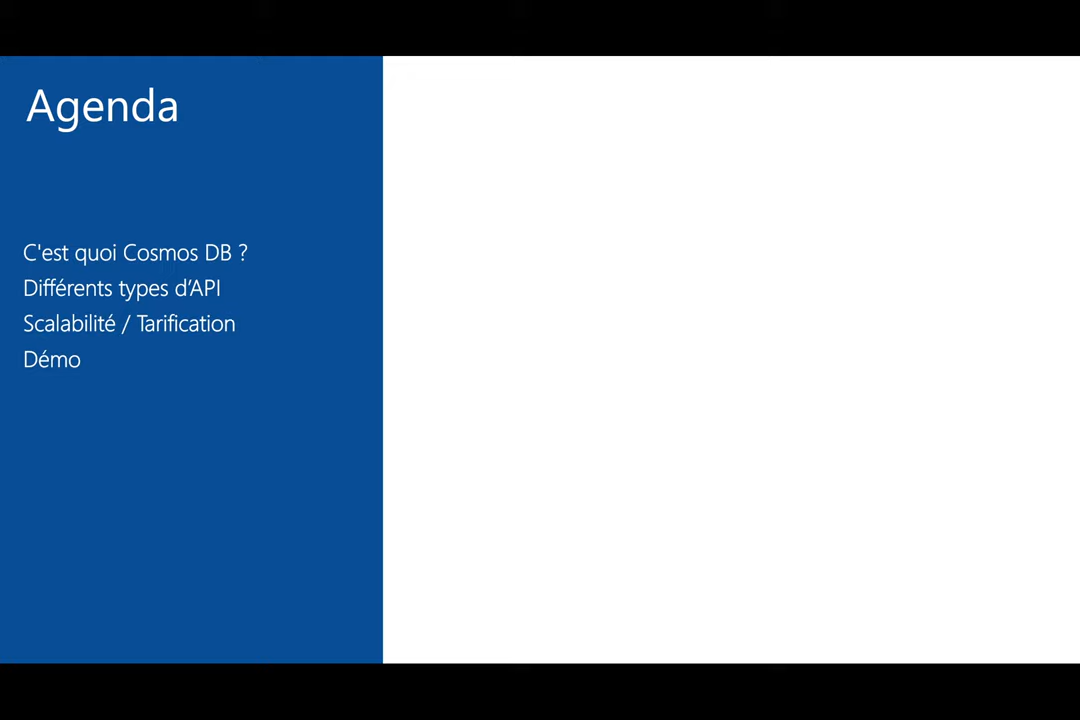 Agenda
C'est quoi Cosmos DB ?
Différents types d’API
Scalabilité / Tarification
Démo